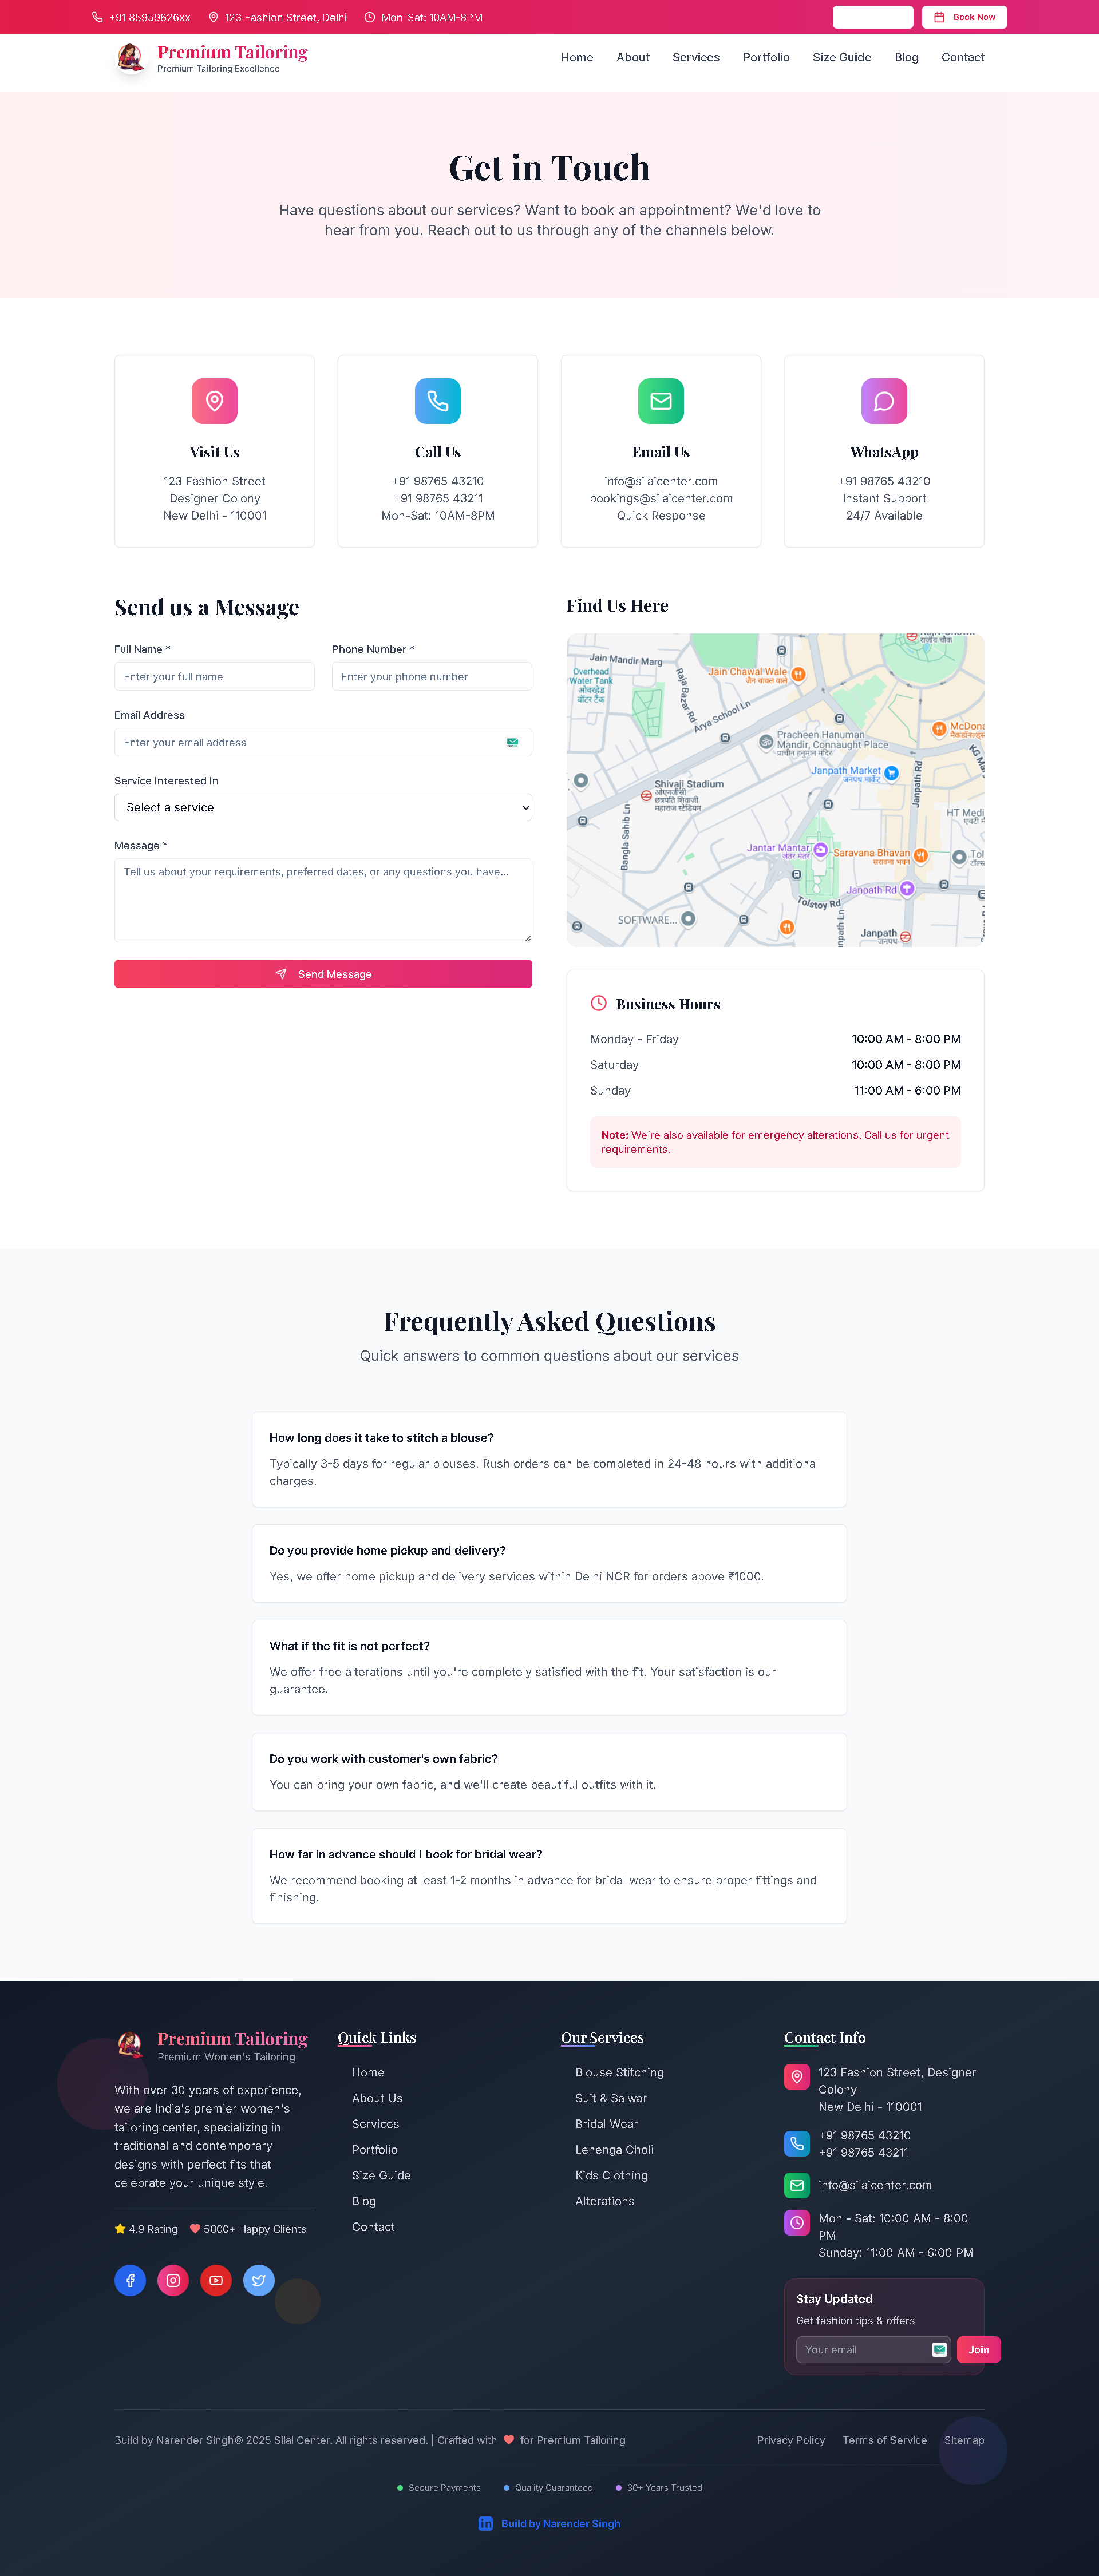 +91 85959626xx
123 Fashion Street, Delhi
Mon-Sat: 10AM-8PM
Book Now
Premium Tailoring
Premium Tailoring Excellence
Home
About
Services
Portfolio
Size Guide
Blog
Contact
Get in Touch
Have questions about our services? Want to book an appointment? We'd love to
hear from you. Reach out to us through any of the channels below.
Visit Us
123 Fashion Street
Designer Colony
New Delhi - 110001
Call Us
+91 98765 43210
+91 98765 43211
Mon-Sat: 10AM-8PM
Email Us
info@silaicenter.com
bookings@silaicenter.com
Quick Response
WhatsApp
+91 98765 43210
Instant Support
24/7 Available
Send us a Message
Full Name *
Enter your full name
Phone Number *
Enter your phone number
Email Address
Enter your email address
Service Interested In
Select a service
Message *
Tell us about your requirements, preferred dates, or any questions you have...
Send Message
Find Us Here
राजीव चौक
Jain Mandir Marg
Overhead
Water Tank
ओवरहेड
वॉटर टैंक
Raja Bazar Rd
Arya School Ln
Jain Chawal Wale
जैन चावल वाले
Pracheen Hanuman
Mandir, Connaught Place
प्राचीन हनुमान मंदिर
Janpath Market
जनपथ मार्केट
Janpath Rd
Shivaji Stadium
छत्रपति शिवाजी
महाराज स्टेडियम
Bangla Sahib Ln
Jantar Mantar
जंतर मंतर
Saravana Bhavan
सरावना भवन
HT Medi
Janpath Rd
Tolstoy Rd
SOFTWARE...
Janpath
जनपथ
Business Hours
Monday - Friday
10:00 AM - 8:00 PM
Saturday
10:00 AM - 8:00 PM
Sunday
11:00 AM - 6:00 PM
Note: We're also available for emergency alterations. Call us for urgent
requirements.
Frequently Asked Questions
Quick answers to common questions about our services
How long does it take to stitch a blouse?
Typically 3-5 days for regular blouses. Rush orders can be completed in 24-48 hours with additional
charges.
Do you provide home pickup and delivery?
Yes, we offer home pickup and delivery services within Delhi NCR for orders above ₹1000.
What if the fit is not perfect?
We offer free alterations until you're completely satisfied with the fit. Your satisfaction is our
guarantee.
Do you work with customer's own fabric?
You can bring your own fabric, and we'll create beautiful outfits with it.
How far in advance should I book for bridal wear?
We recommend booking at least 1-2 months in advance for bridal wear to ensure proper fittings and
finishing.
Premium Tailoring
Premium Women's Tailoring
With over 30 years of experience,
we are India's premier women's
tailoring center, specializing in
traditional and contemporary
designs with perfect fits that
celebrate your unique style.
4.9 Rating
5000+ Happy Clients
Quick Links
Home
About Us
Services
Portfolio
Size Guide
Blog
Contact
Our Services
Blouse Stitching
Suit & Salwar
Bridal Wear
Lehenga Choli
Kids Clothing
Alterations
Contact Info
123 Fashion Street, Designer
Colony
New Delhi - 110001
+91 98765 43210
+91 98765 43211
info@silaicenter.com
Mon - Sat: 10:00 AM - 8:00
PM
Sunday: 11:00 AM - 6:00 PM
Stay Updated
Get fashion tips & offers
Your email
Join
Build by Narender Singh© 2025 Silai Center. All rights reserved. | Crafted with for Premium Tailoring
Privacy Policy
Terms of Service
Sitemap
Secure Payments
Quality Guaranteed
30+ Years Trusted
Build by Narender Singh